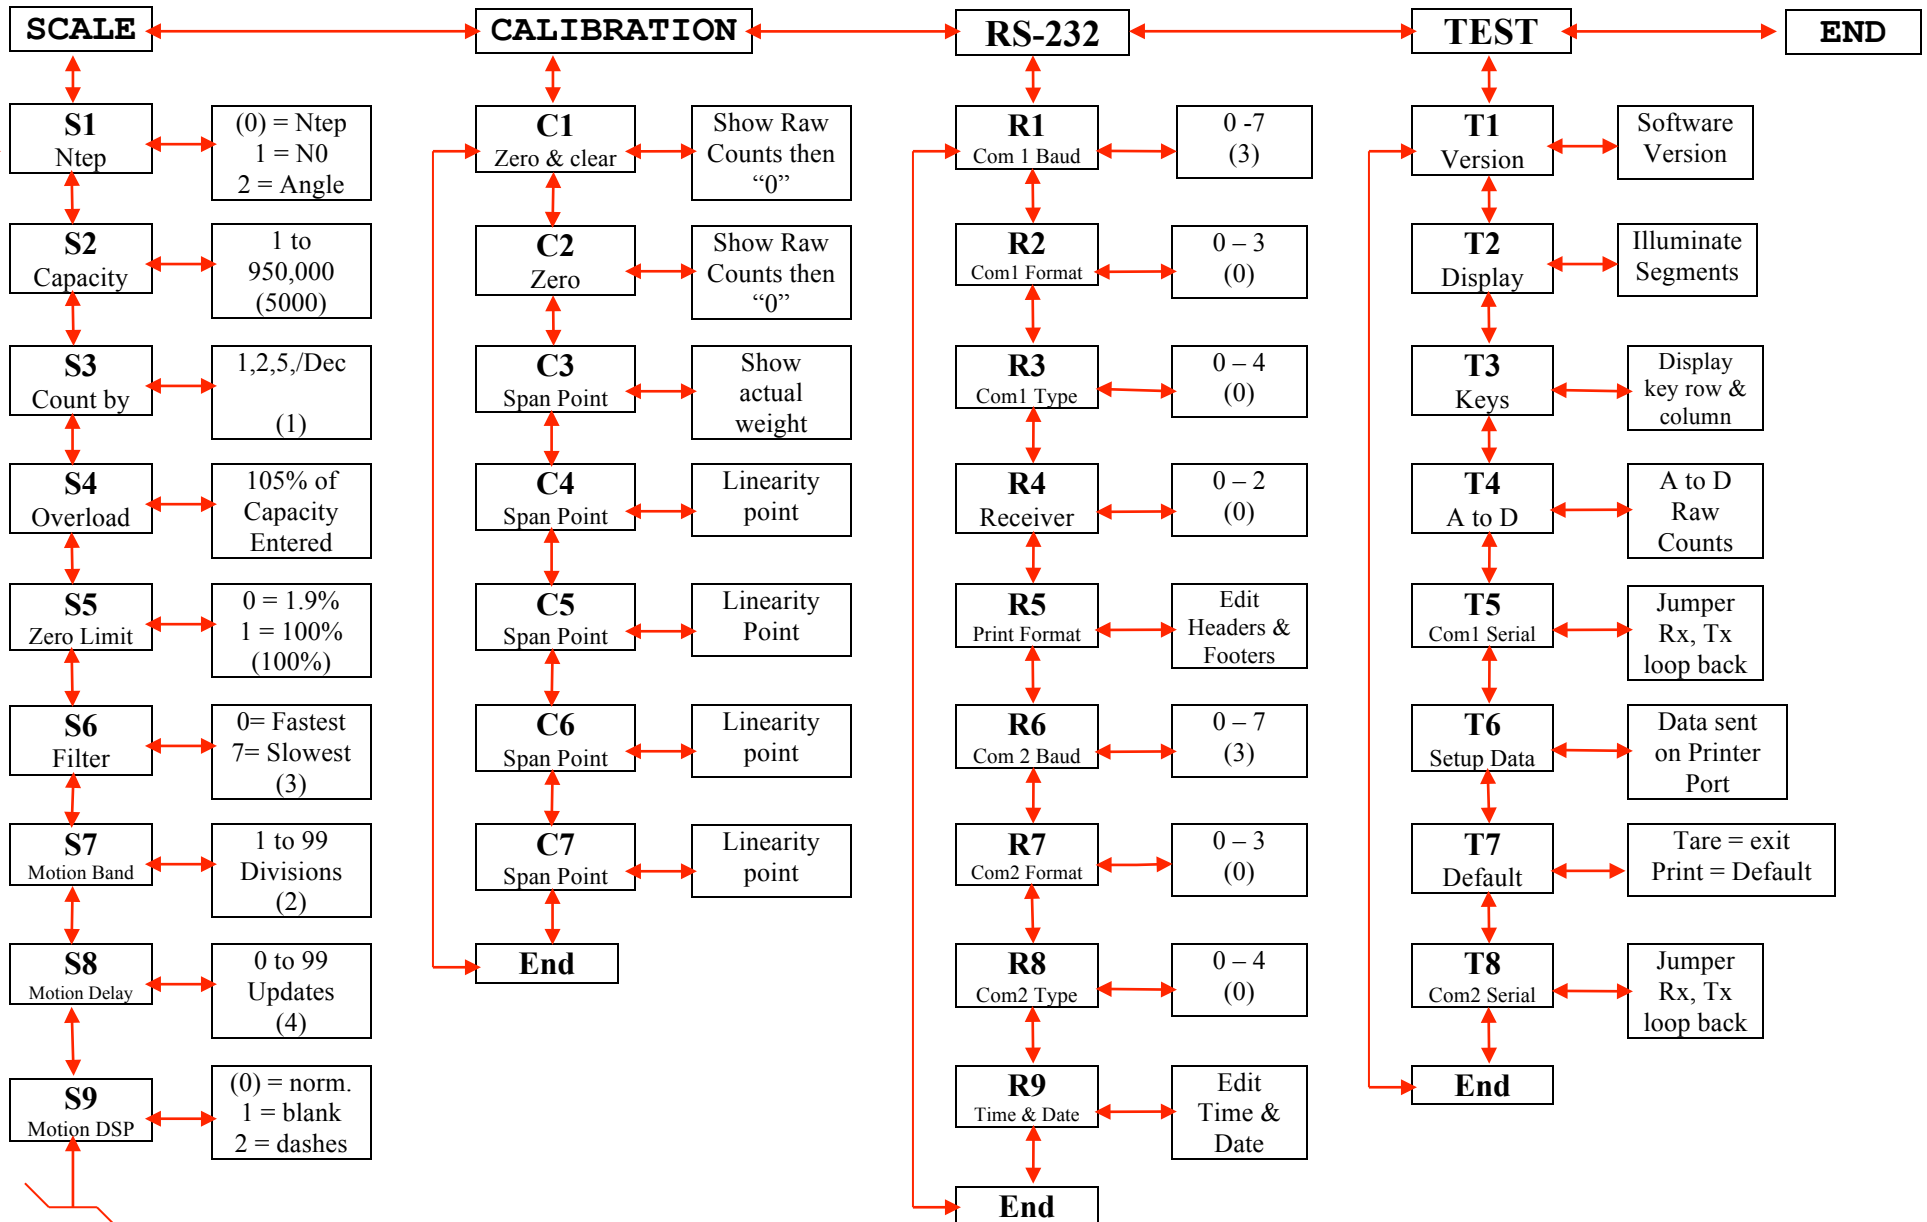 SCALE
CALIBRATION
RS-232
TEST
END
S1
Ntep
(0) = Ntep
1 = N0
2 = Angle
S2
Capacity
1 to
950,000
(5000)
S3
Count by
1,2,5,/Dec
(1)
S4
Overload
105% of
Capacity
Entered
S5
Zero Limit
0 = 1.9%
1 = 100%
(100%)
S6
Filter
0= Fastest
7= Slowest
(3)
S7
Motion Band
1 to 99
Divisions
(2)
S8
Motion Delay
0 to 99
Updates
(4)
S9
Motion DSP
(0) = norm.
1 = blank
2 = dashes
C1
Zero & clear
Show Raw
Counts then
“0”
C2
Zero
Show Raw
Counts then
“0”
C3
Span Point
Show
actual
weight
C4
Span Point
Linearity
point
C5
Span Point
Linearity
Point
C6
Span Point
Linearity
point
C7
Span Point
Linearity
point
End
R1
Com 1 Baud
0 -7
(3)
R2
Com1 Format
0 – 3
(0)
R3
Com1 Type
0 – 4
(0)
R4
Receiver
0 – 2
(0)
R5
Print Format
Edit
Headers &
Footers
R6
Com 2 Baud
0 – 7
(3)
R7
Com2 Format
0 – 3
(0)
R8
Com2 Type
0 – 4
(0)
R9
Time & Date
Edit
Time &
Date
End
T1
Version
Software
Version
T2
Display
Illuminate
Segments
T3
Keys
Display
key row &
column
T4
A to D
A to D
Raw
Counts
T5
Com1 Serial
Jumper
Rx, Tx
loop back
T6
Setup Data
Data sent
on Printer
Port
T7
Default
Tare = exit
Print = Default
T8
Com2 Serial
Jumper
Rx, Tx
loop back
End